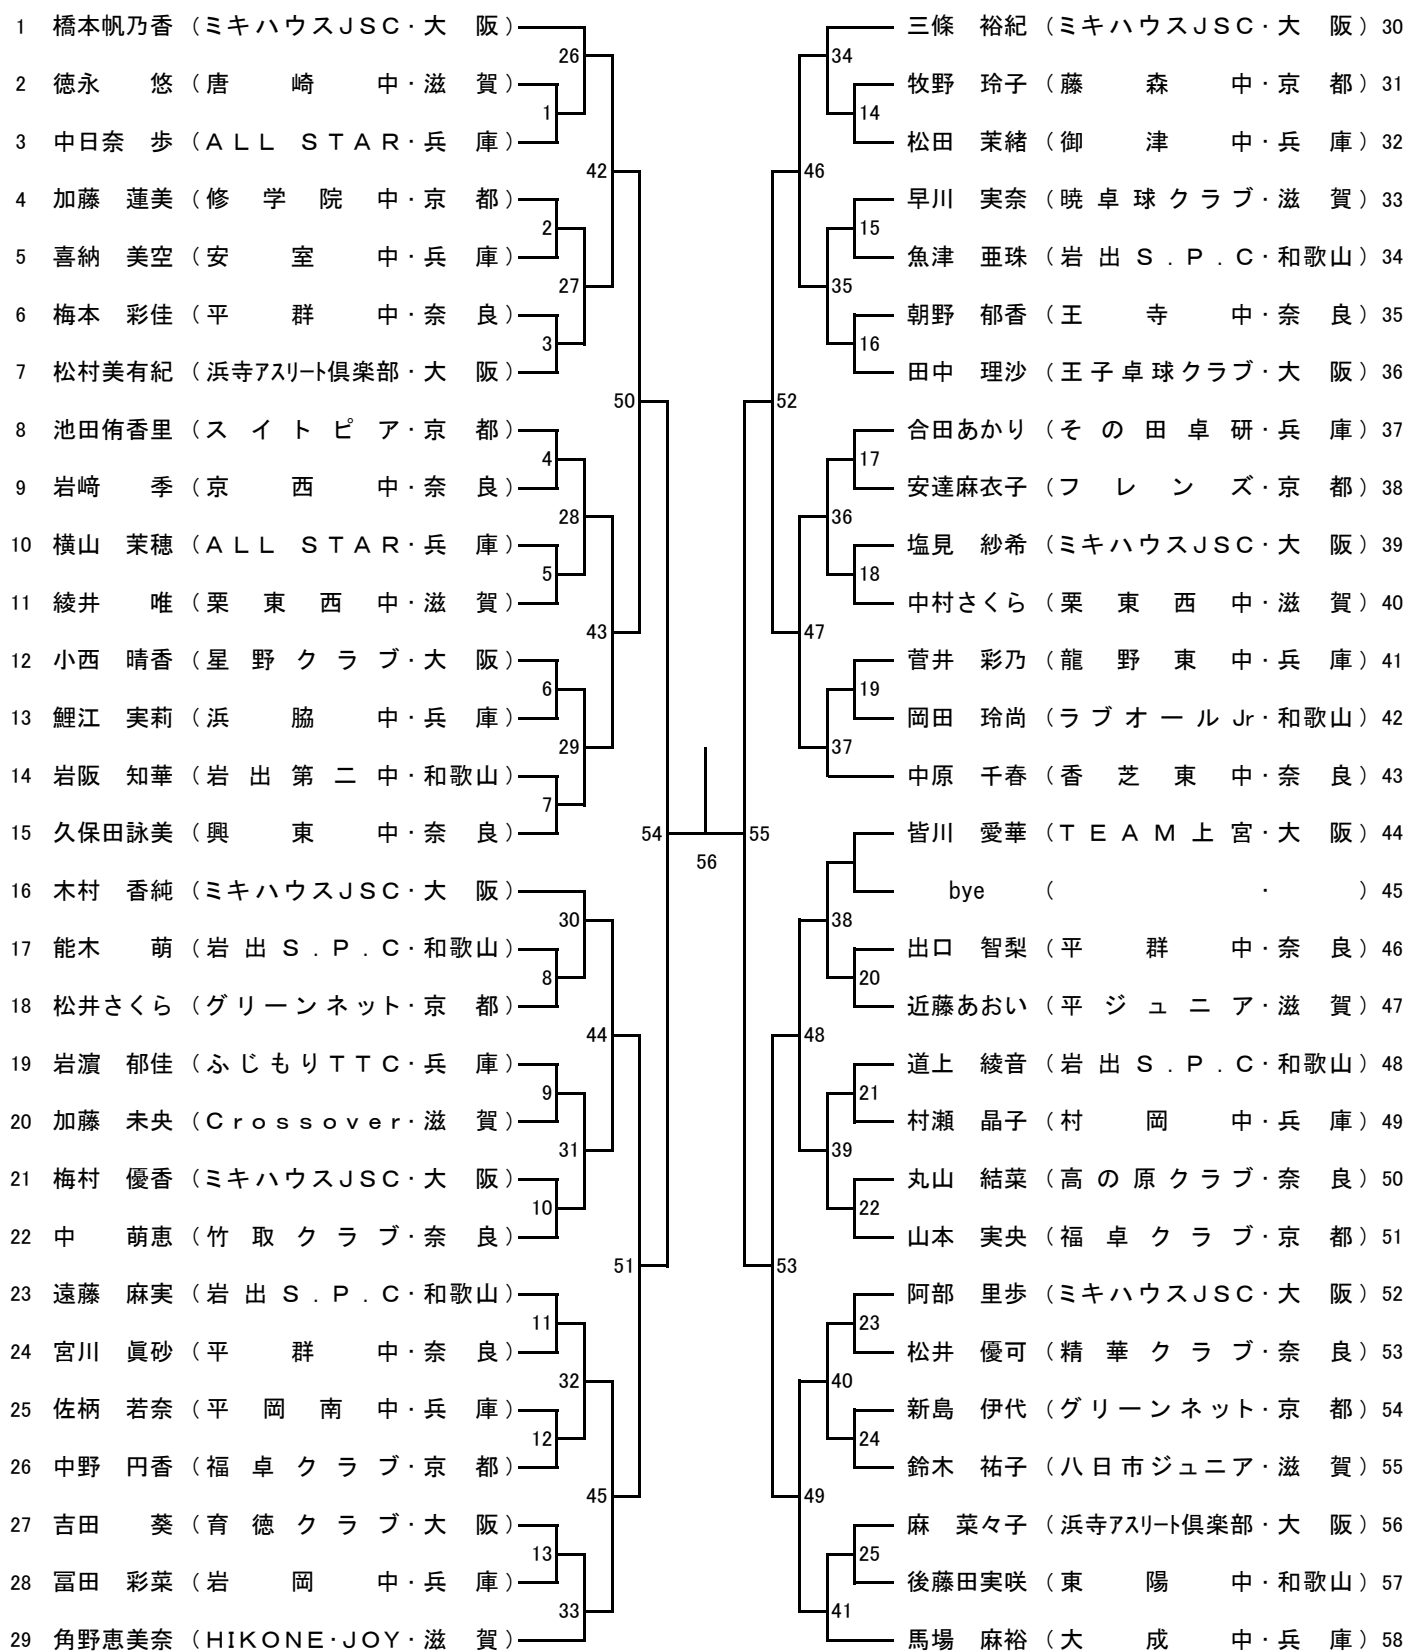 1 橋本帆乃香 (ミキハウスJSC・大 阪)
2 徳永 悠 (唐 崎 中・滋 賀)
3 中日奈 歩 (ALL STAR・兵 庫)
4 加藤 蓮美 (修 学 院 中・京 都)
5 喜納 美空 (安 室 中・兵 庫)
6 梅本 彩佳 (平 群 中・奈 良)
7 松村美有紀 (浜寺アスリート倶楽部・大 阪)
8 池田侑香里 (スイトピア・京 都)
9 岩﨑 季 (京 西 中・奈 良)
10 横山 茉穂 (ALL STAR・兵 庫)
11 綾井 唯 (栗 東 西 中・滋 賀)
12 小西 晴香 (星野クラブ・大 阪)
13 鯉江 実莉 (浜 脇 中・兵 庫)
14 岩阪 知華 (岩 出 第 二 中・和歌山)
15 久保田詠美 (興 東 中・奈 良)
16 木村 香純 (ミキハウスJSC・大 阪)
17 能木 萌 (岩出S.P.C・和歌山)
18 松井さくら (グリーンネット・京 都)
19 岩濵 郁佳 (ふじもりTTC・兵 庫)
20 加藤 未央 (Crossover・滋 賀)
21 梅村 優香 (ミキハウスJSC・大 阪)
22 中 萌恵 (竹取クラブ・奈 良)
23 遠藤 麻実 (岩出S.P.C・和歌山)
24 宮川 眞砂 (平 群 中・奈 良)
25 佐柄 若奈 (平 岡 南 中・兵 庫)
26 中野 円香 (福卓クラブ・京 都)
27 吉田 葵 (育徳クラブ・大 阪)
28 冨田 彩菜 (岩 岡 中・兵 庫)
29 角野恵美奈 (HIKONE・JOY・滋 賀)
26
1
42
2
27
3
50
4
28
5
43
6
29
7
54
30
8
44
9
31
10
51
11
32
12
45
13
33
56
34
14
46
15
35
16
52
17
36
18
47
19
37
55
38
20
48
21
39
22
53
23
40
24
49
25
41
三條 裕紀 (ミキハウスJSC・大 阪) 30
牧野 玲子 (藤 森 中・京 都) 31
松田 茉緒 (御 津 中・兵 庫) 32
早川 実奈 (暁卓球クラブ・滋 賀) 33
魚津 亜珠 (岩出S.P.C・和歌山) 34
朝野 郁香 (王 寺 中・奈 良) 35
田中 理沙 (王子卓球クラブ・大 阪) 36
合田あかり (その田卓研・兵 庫) 37
安達麻衣子 (フレンズ・京 都) 38
塩見 紗希 (ミキハウスJSC・大 阪) 39
中村さくら (栗 東 西 中・滋 賀) 40
菅井 彩乃 (龍 野 東 中・兵 庫) 41
岡田 玲尚 (ラブオールJr・和歌山) 42
中原 千春 (香 芝 東 中・奈 良) 43
皆川 愛華 (TEAM上宮・大 阪) 44
bye ( ・ ) 45
出口 智梨 (平 群 中・奈 良) 46
近藤あおい (平ジュニア・滋 賀) 47
道上 綾音 (岩出S.P.C・和歌山) 48
村瀬 晶子 (村 岡 中・兵 庫) 49
丸山 結菜 (高の原クラブ・奈 良) 50
山本 実央 (福卓クラブ・京 都) 51
阿部 里歩 (ミキハウスJSC・大 阪) 52
松井 優可 (精華クラブ・奈 良) 53
新島 伊代 (グリーンネット・京 都) 54
鈴木 祐子 (八日市ジュニア・滋 賀) 55
麻 菜々子 (浜寺アスリート倶楽部・大 阪) 56
後藤田実咲 (東 陽 中・和歌山) 57
馬場 麻裕 (大 成 中・兵 庫) 58